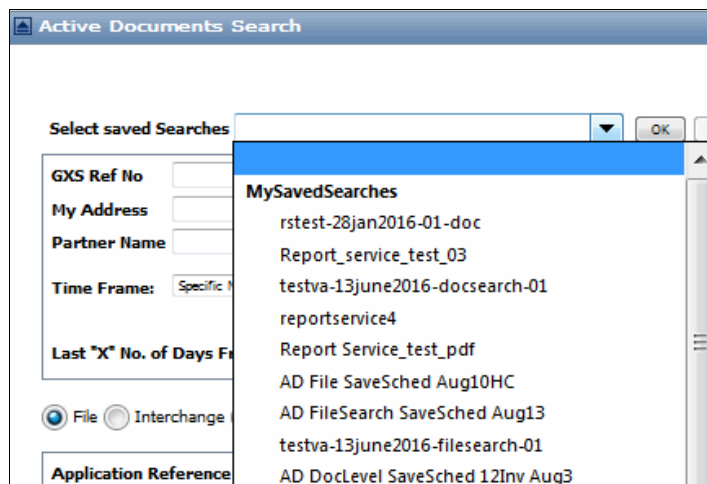 Active Documents Search
Select saved Searches
OK
GXS Ref No
My Address
Partner Name
Time Frame:
Specific
Last "X" No. of Days
MySavedSearches
rstest-28jan2016-01-doc
Report_service_test_03
testva-13june2016-docsearch-01
reportservice4
Report Service_test_pdf
AD File SaveSched Aug10HC
AD FileSearch SaveSched Aug13
testva-13june2016-filesearch-01
AD DocLevel SaveSched 12Inv Aug3
File
Interchange
Application Reference